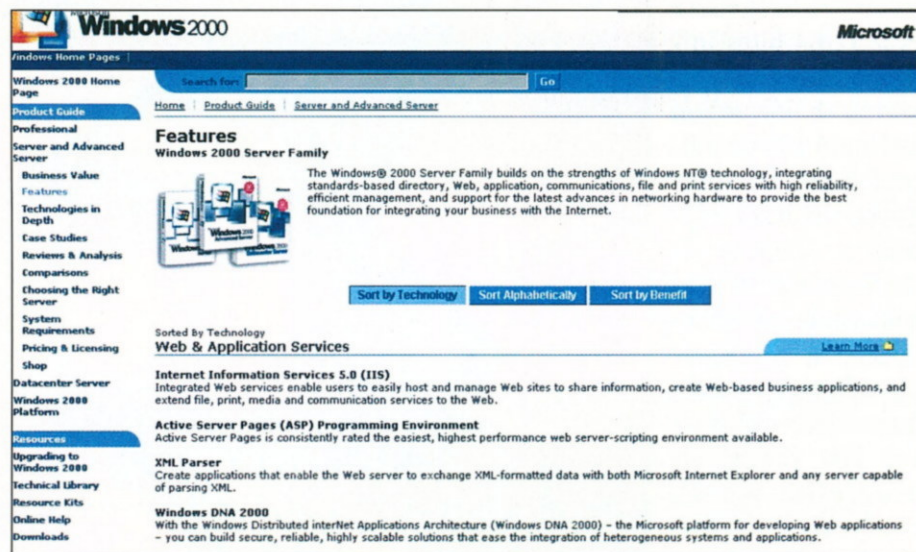 Windows 2000
Microsoft
Windows Home Pages
Search for:
Go
Windows 2000 Home
Page
Product Guide
Professional
Server and Advanced
Server
Business Value
Features
Technologies in
Depth
Case Studies
Reviews & Analysis
Comparisons
Choosing the Right
Server
System
Requirements
Pricing & Licensing
Shop
Datacenter Server
Windows 2000
Platform
Resources
Upgrading to
Windows 2000
Technical Library
Resource Kits
Online Help
Downloads
Home | Product Guide | Server and Advanced Server
Features
Windows 2000 Server Family
The Windows® 2000 Server Family builds on the strengths of Windows NT® technology, integrating
standards-based directory, Web, application, communications, file and print services with high reliability,
efficient management, and support for the latest advances in networking hardware to provide the best
foundation for integrating your business with the Internet.
Sort by Technology
Sort Alphabetically
Sort by Benefit
Sorted By Technology
Web & Application Services
Learn More
Internet Information Services 5.0 (IIS)
Integrated Web services enable users to easily host and manage Web sites to share information, create Web-based business applications, and
extend file, print, media and communication services to the Web.
Active Server Pages (ASP) Programming Environment
Active Server Pages is consistently rated the easiest, highest performance web server-scripting environment available.
XML Parser
Create applications that enable the Web server to exchange XML-formatted data with both Microsoft Internet Explorer and any server capable
of parsing XML.
Windows DNA 2000
With the Windows Distributed interNet Applications Architecture (Windows DNA 2000) – the Microsoft platform for developing Web applications
– you can build secure, reliable, highly scalable solutions that ease the integration of heterogeneous systems and applications.